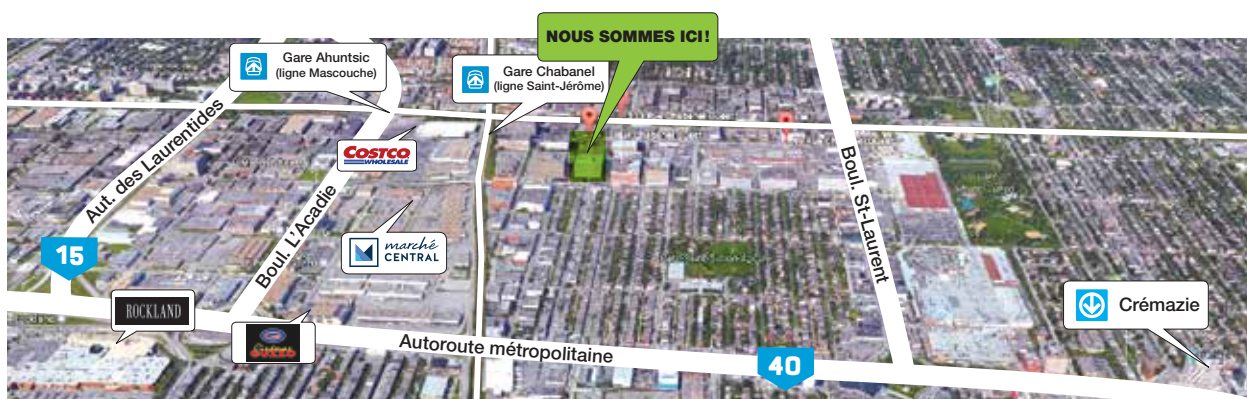 NOUS SOMMES ICI!
Gare Ahuntsic
(ligne Mascouche)
Gare Chabanel
(ligne Saint-Jérôme)
Aut. des Laurentides
Boul. L'Acadie
COSTCO
WHOLESALE
marché
CENTRAL
Boul. St-Laurent
15
ROCKLAND
GUZZO
Autoroute métropolitaine
40
Crémazie